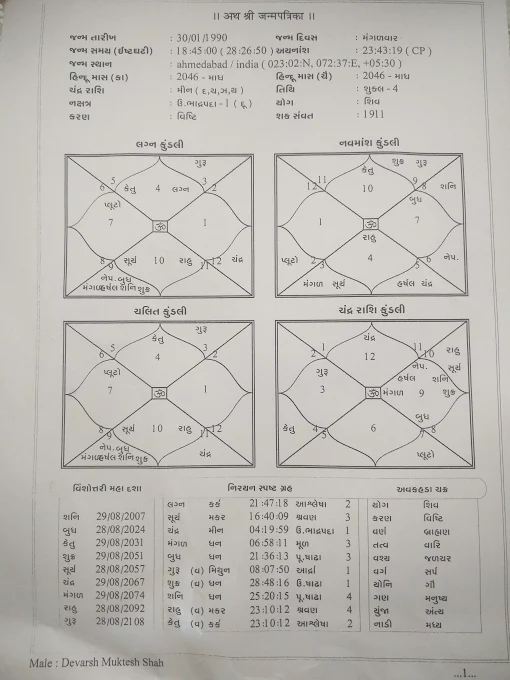 ।। અથ શ્રી જન્મપત્રિકા ।।
જન્મ તારીખ : 30/01/1990 જન્મ દિવસ : મંગળવાર
જન્મ સમય (ઈષ્ટઘટી) : 18:45:00 ( 28:26:50 ) અયનાંશ : 23:43:19 ( CP )
જન્મ સ્થાન : ahmedabad / india ( 023:02:N, 072:37:E, +05:30 )
હિન્દૂ માસ (કા) : 2046 - માઘ હિન્દૂ માસ (ચૈ) : 2046 - માઘ
ચંદ્ર રાશિ : મીન ( દ,ચ,ઝ,થ ) તિથિ : શુકલ - 4
નક્ષત્ર : ઉ.ભાદ્રપદા - 1 ( દૂ ) યોગ : શિવ
કરણ : વિષ્ટિ શક સંવત : 1911
લગ્ન કુંડલી
ગુરૂ
5 કેતુ 4 લગ્ન 3
6 2
પ્લૂટો
7 1
8 સૂર્ય 10 રાહુ 12 ચંદ્ર
9 11
નેપ. બુધ
મંગળ હર્ષલ શનિ શુક્ર
નવમાંશ કુંડલી
શુક્ર ગુરૂ
11 કેતુ 9
12 10 8 શનિ
બુધ
1 7
રાહુ
પ્લૂટો 2 4 6 નેપ.
3 5
મંગળ સૂર્ય હર્ષલ ચંદ્ર
ચલિત કુંડલી
ગુરૂ
5 કેતુ 3
6 4 2
પ્લૂટો
7 1
8 સૂર્ય 10 રાહુ 12
9 11
નેપ. બુધ ચંદ્ર
મંગળ હર્ષલ શનિ શુક્ર
ચંદ્ર રાશિ કુંડલી
1 ચંદ્ર 11 રાહુ
2 12 10
ગુરૂ નેપ. સૂર્ય
હર્ષલ શનિ
3 મંગળ 9 શુક્ર
બુધ
કેતુ 4 6 8
5 7
પ્લૂટો
વિંશોત્તરી મહા દશા
શનિ 29/08/2007
બુધ 28/08/2024
કેતુ 29/08/2031
શુક્ર 29/08/2051
સૂર્ય 28/08/2057
ચંદ્ર 29/08/2067
મંગળ 29/08/2074
રાહુ 28/08/2092
ગુરૂ 28/08/2108
નિરયન સ્પષ્ટ ગ્રહ
લગ્ન કર્ક 21:47:18 આશ્લેષા 2
સૂર્ય મકર 16:40:09 શ્રવણ 3
ચંદ્ર મીન 04:19:59 ઉ.ભાદ્રપદા 1
મંગળ ધન 06:58:11 મૂળ 3
બુધ ધન 21:36:13 પૂ.ષાઢા 3
ગુરૂ (વ) મિથુન 08:07:50 આર્દ્રા 1
શુક્ર (વ) ધન 28:48:16 ઉ.ષાઢા 1
શનિ ધન 25:20:15 પૂ.ષાઢા 4
રાહુ (વ) મકર 23:10:12 શ્રવણ 4
કેતુ (વ) કર્ક 23:10:12 આશ્લેષા 2
અવકહડા ચક્ર
યોગ શિવ
કરણ વિષ્ટિ
વર્ણ બ્રાહ્મણ
તત્વ વારિ
વશ્ય જળચર
વર્ગ સર્પ
યોનિ ગૌ
ગણ મનુષ્ય
યુંજા અંત્ય
નાડી મધ્ય
Male : Devarsh Muktesh Shah
...1...